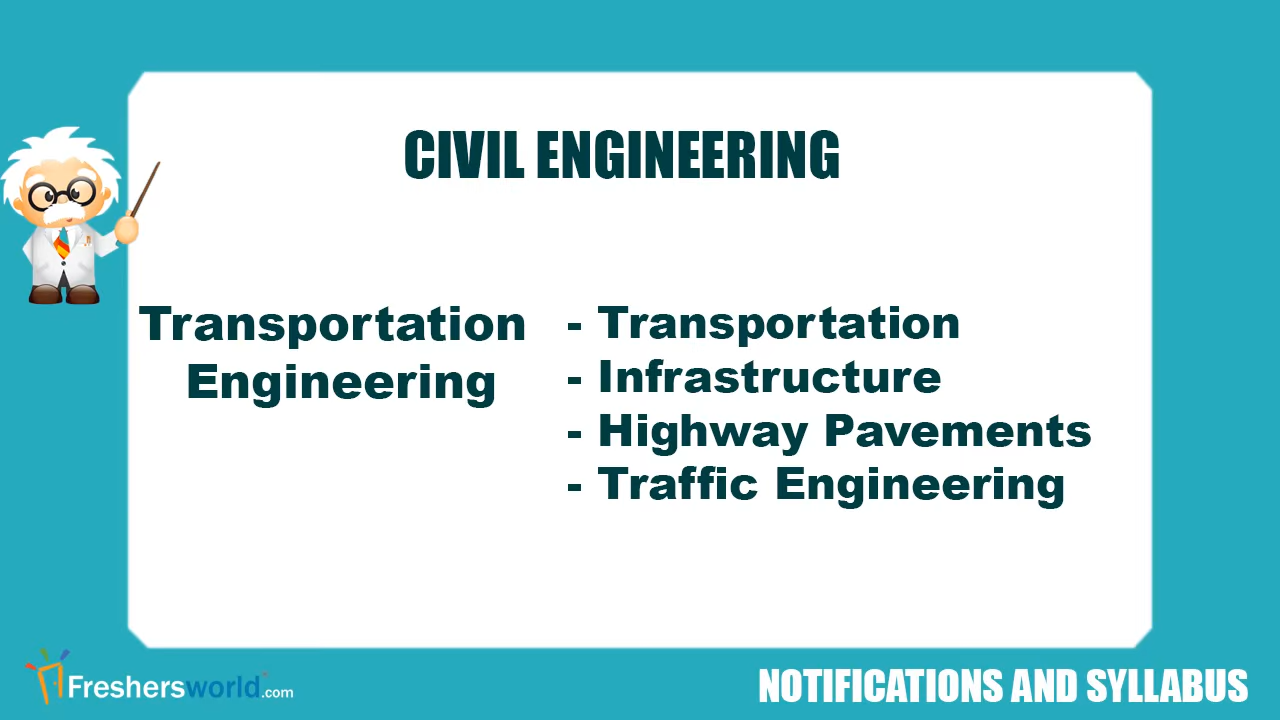 CIVIL ENGINEERING
Transportation
Engineering
- Transportation
- Infrastructure
- Highway Pavements
- Traffic Engineering
Freshersworld.com
NOTIFICATIONS AND SYLLABUS